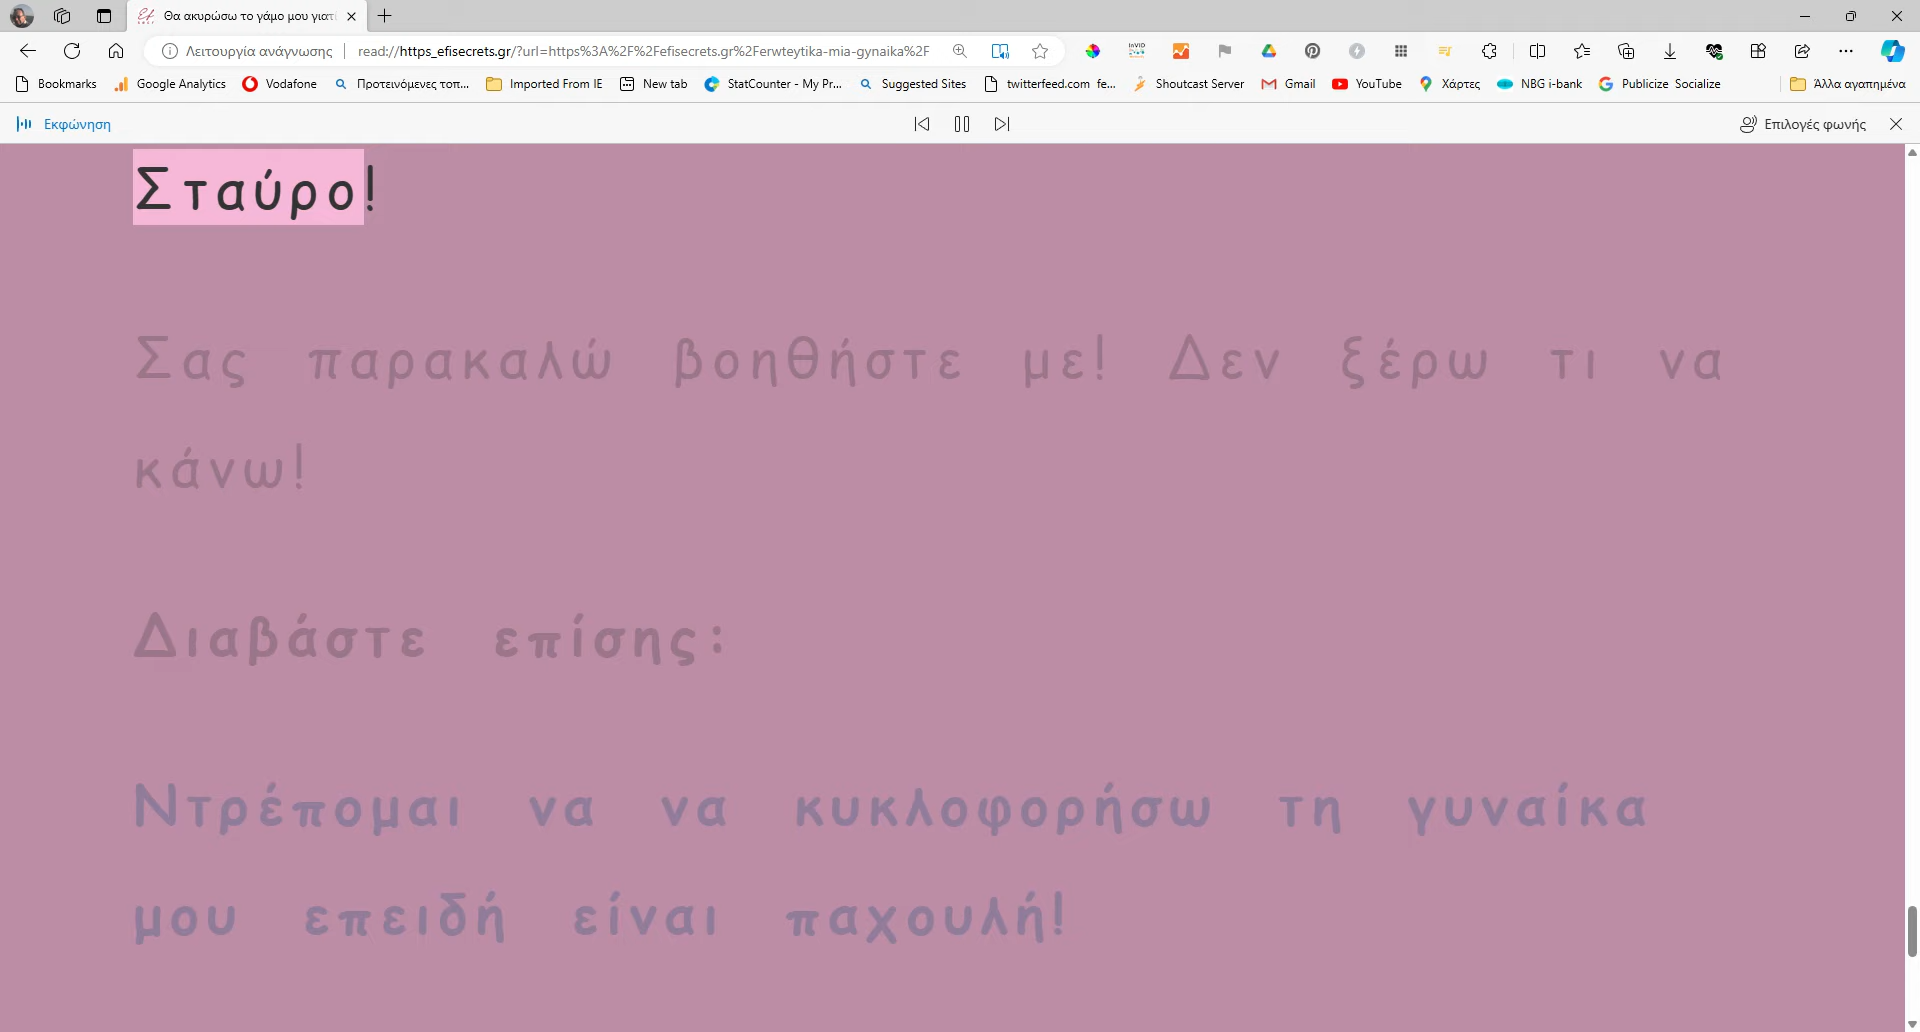 Θα ακυρώσω το γάμο μου γιατί
Λειτουργία ανάγνωσης
read://https_efisecrets.gr/?url=https%3A%2F%2Fefisecrets.gr%2Ferwteytika-mia-gynaika%2F
Bookmarks Google Analytics Vodafone Προτεινόμενες τοπ... Imported From IE New tab StatCounter - My Pr... Suggested Sites twitterfeed.com fe... Shoutcast Server Gmail YouTube Χάρτες NBG i-bank Publicize Socialize Άλλα αγαπημένα
Εκφώνηση Επιλογές φωνής
Σταύρο!
Σας παρακαλώ βοηθήστε με! Δεν ξέρω τι να
κάνω!
Διαβάστε επίσης:
Ντρέπομαι να να κυκλοφορήσω τη γυναίκα
μου επειδή είναι παχουλή!